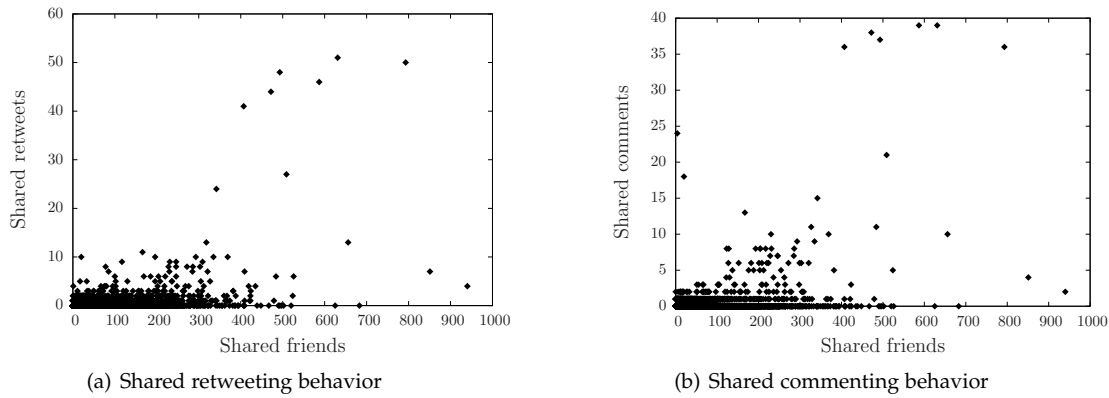 60
50
40
30
20
10
0
0 100 200 300 400 500 600 700 800 900 1000
Shared retweets
Shared friends
(a) Shared retweeting behavior
40
35
30
25
20
15
10
5
0
0 100 200 300 400 500 600 700 800 900 1000
Shared comments
Shared friends
(b) Shared commenting behavior